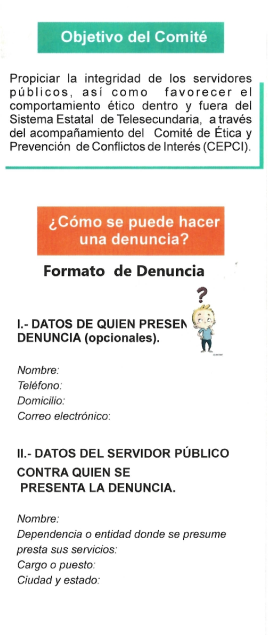 Objetivo del Comité
Propiciar la integridad de los servidores
públicos, así como favorecer el
comportamiento ético dentro y fuera del
Sistema Estatal de Telesecundaria, a través
del acompañamiento del Comité de Ética y
Prevención de Conflictos de Interés (CEPCI).
¿Cómo se puede hacer
una denuncia?
Formato de Denuncia
I.- DATOS DE QUIEN PRESEN
DENUNCIA (opcionales).
Nombre:
Teléfono:
Domicilio:
Correo electrónico:
II.- DATOS DEL SERVIDOR PÚBLICO
CONTRA QUIEN SE
PRESENTA LA DENUNCIA.
Nombre:
Dependencia o entidad donde se presume
presta sus servicios:
Cargo o puesto:
Ciudad y estado: